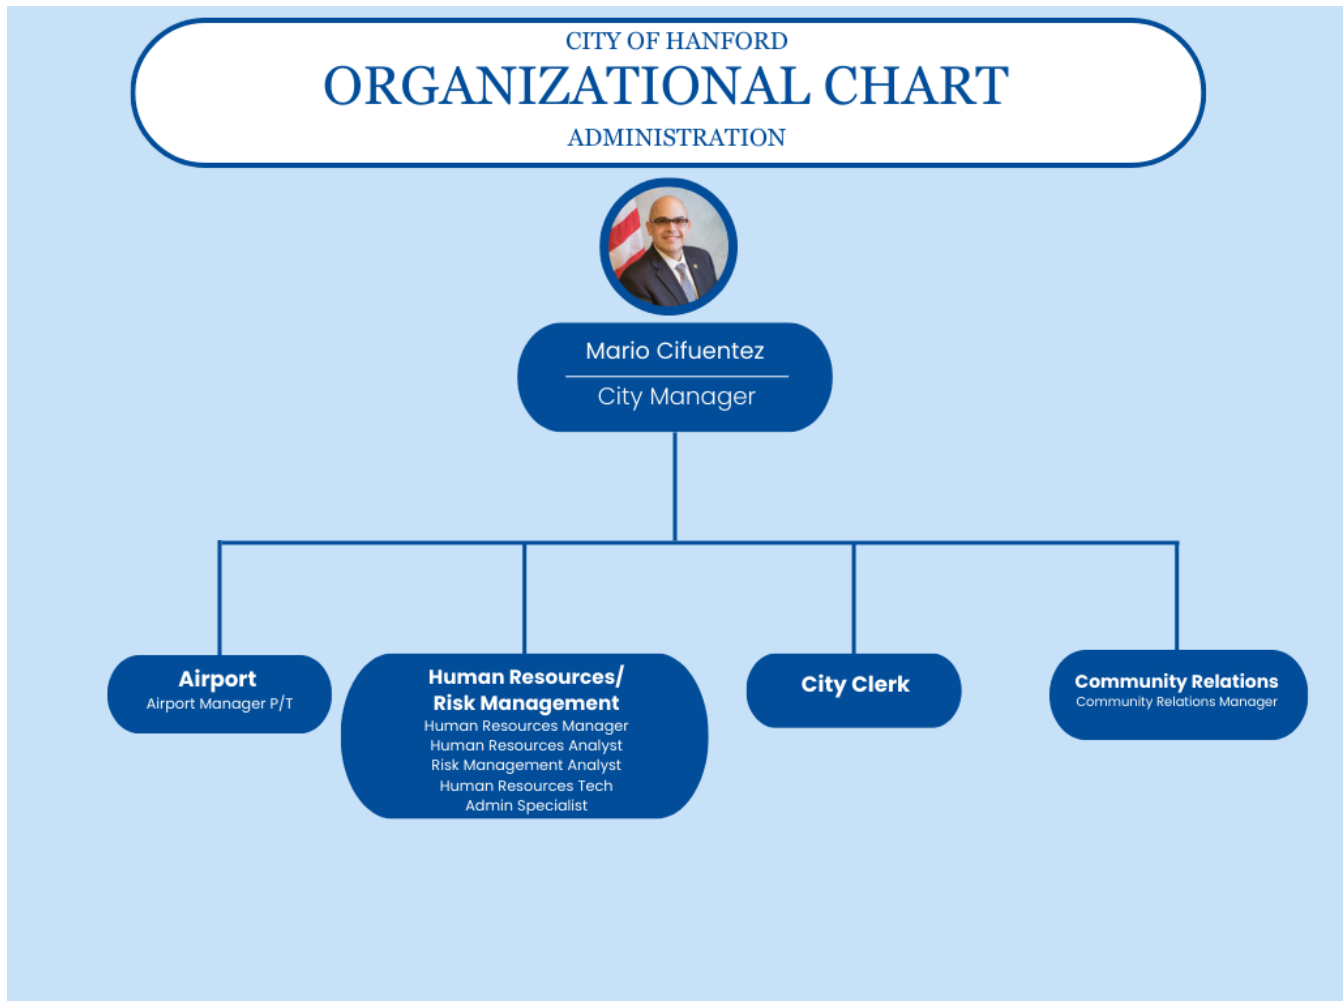 CITY OF HANFORD
ORGANIZATIONAL CHART
ADMINISTRATION
Mario Cifuentez
City Manager
Airport
Airport Manager P/T
Human Resources/
Risk Management
Human Resources Manager
Human Resources Analyst
Risk Management Analyst
Human Resources Tech
Admin Specialist
City Clerk
Community Relations
Community Relations Manager